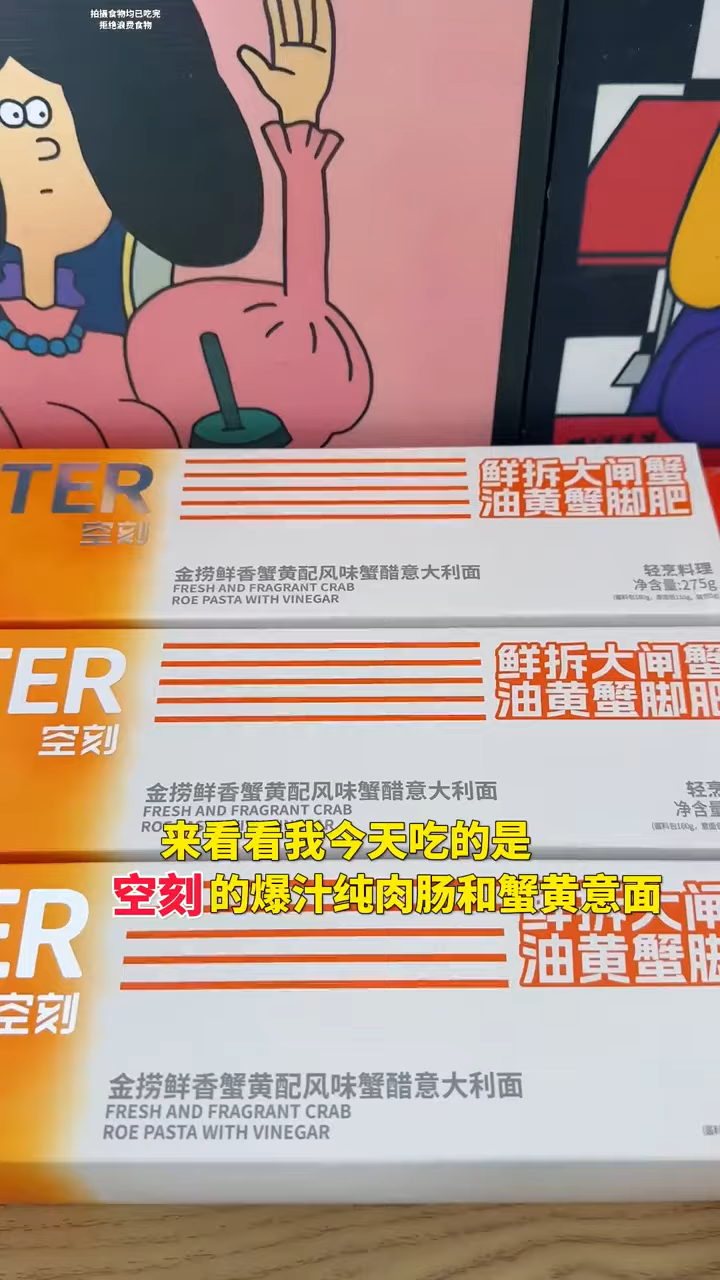 拍摄食物均已吃完
拒绝浪费食物
TER
空刻
鲜拆大闸蟹
油黄蟹脚肥
金捞鲜香蟹黄配风味蟹醋意大利面
FRESH AND FRAGRANT CRAB
ROE PASTA WITH VINEGAR
轻烹料理
净含量:275g
TER
空刻
鲜拆大闸蟹
油黄蟹脚肥
金捞鲜香蟹黄配风味蟹醋意大利面
FRESH AND FRAGRANT CRAB
轻烹
净含量
来看看我今天吃的是
空刻的爆汁纯肉肠和蟹黄意面
ER
空刻
鲜拆大闸
油黄蟹脚
金捞鲜香蟹黄配风味蟹醋意大利面
FRESH AND FRAGRANT CRAB
ROE PASTA WITH VINEGAR